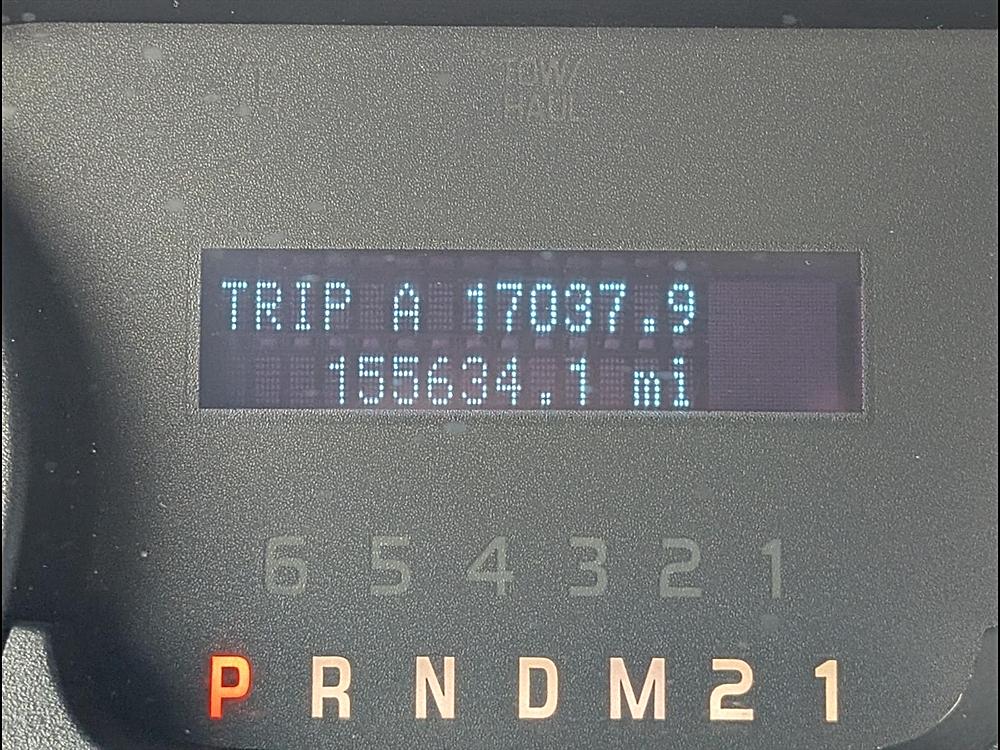 TOW/
HAUL
TRIP A 17037.9
155634.1 mi
6 5 4 3 2 1
P R N D M 2 1